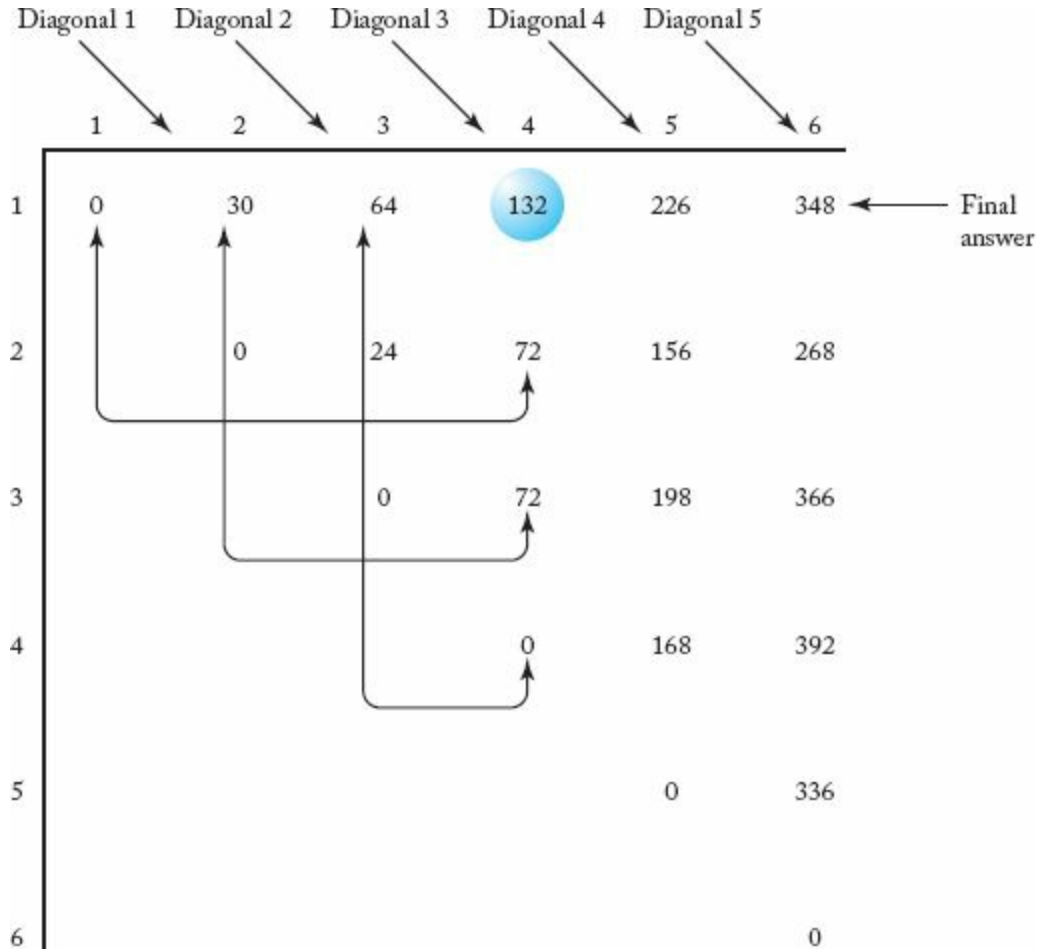 Diagonal 1 Diagonal 2 Diagonal 3 Diagonal 4 Diagonal 5
1 2 3 4 5 6
1 0 30 64 132 226 348 Final
answer
2 0 24 72 156 268
3 0 72 198 366
4 0 168 392
5 0 336
6 0